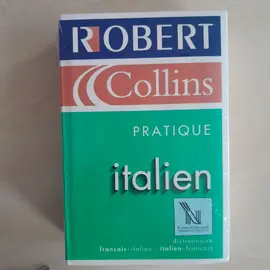 ROBERT
Collins
PRATIQUE
italien
N
dictionnaire
français-italien · italien-français